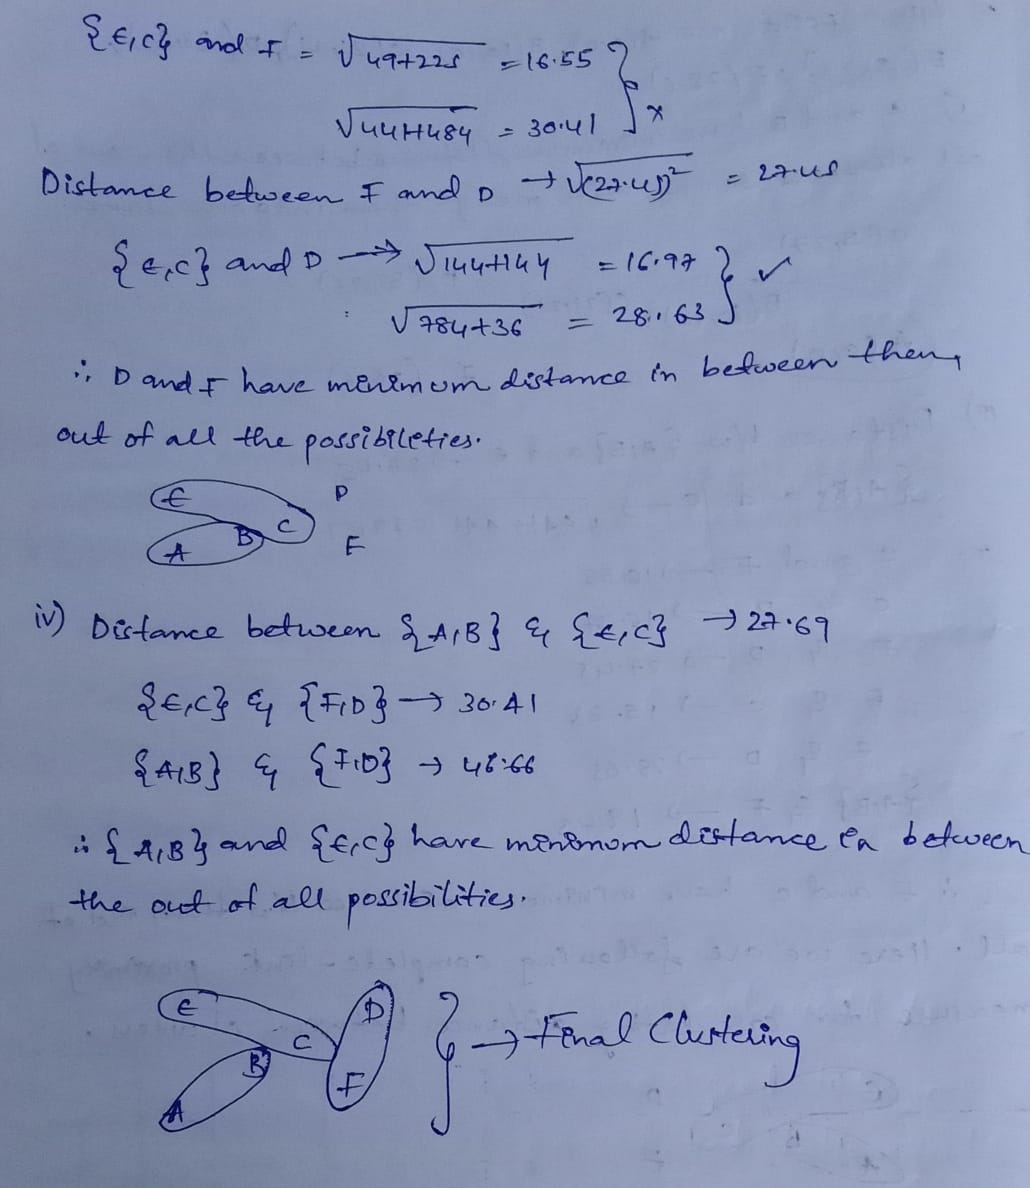 {E,C} and F = √49+225 = 16.55
√441+484 = 30.41 } x
Distance between F and D → √(27.45)² = 27.45
{E,C} and D → √144+144 = 16.97
: √784+36 = 28.63 } ✓
∴ D and F have minimum distance in between them,
out of all the possibileties.
E D
A B C F
iv) Distance between {A,B} & {E,C} → 27.69
{E,C} & {F,D} → 30.41
{A,B} & {F,D} → 48.66
∴ {A,B} and {E,C} have minimum distance in between
the out of all possibilities.
E D
C
B F
A
} → Final Clustering